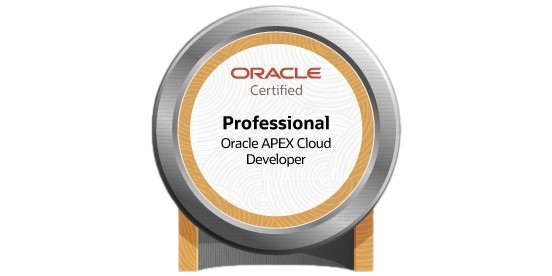 ORACLE
Certified
Professional
Oracle APEX Cloud
Developer